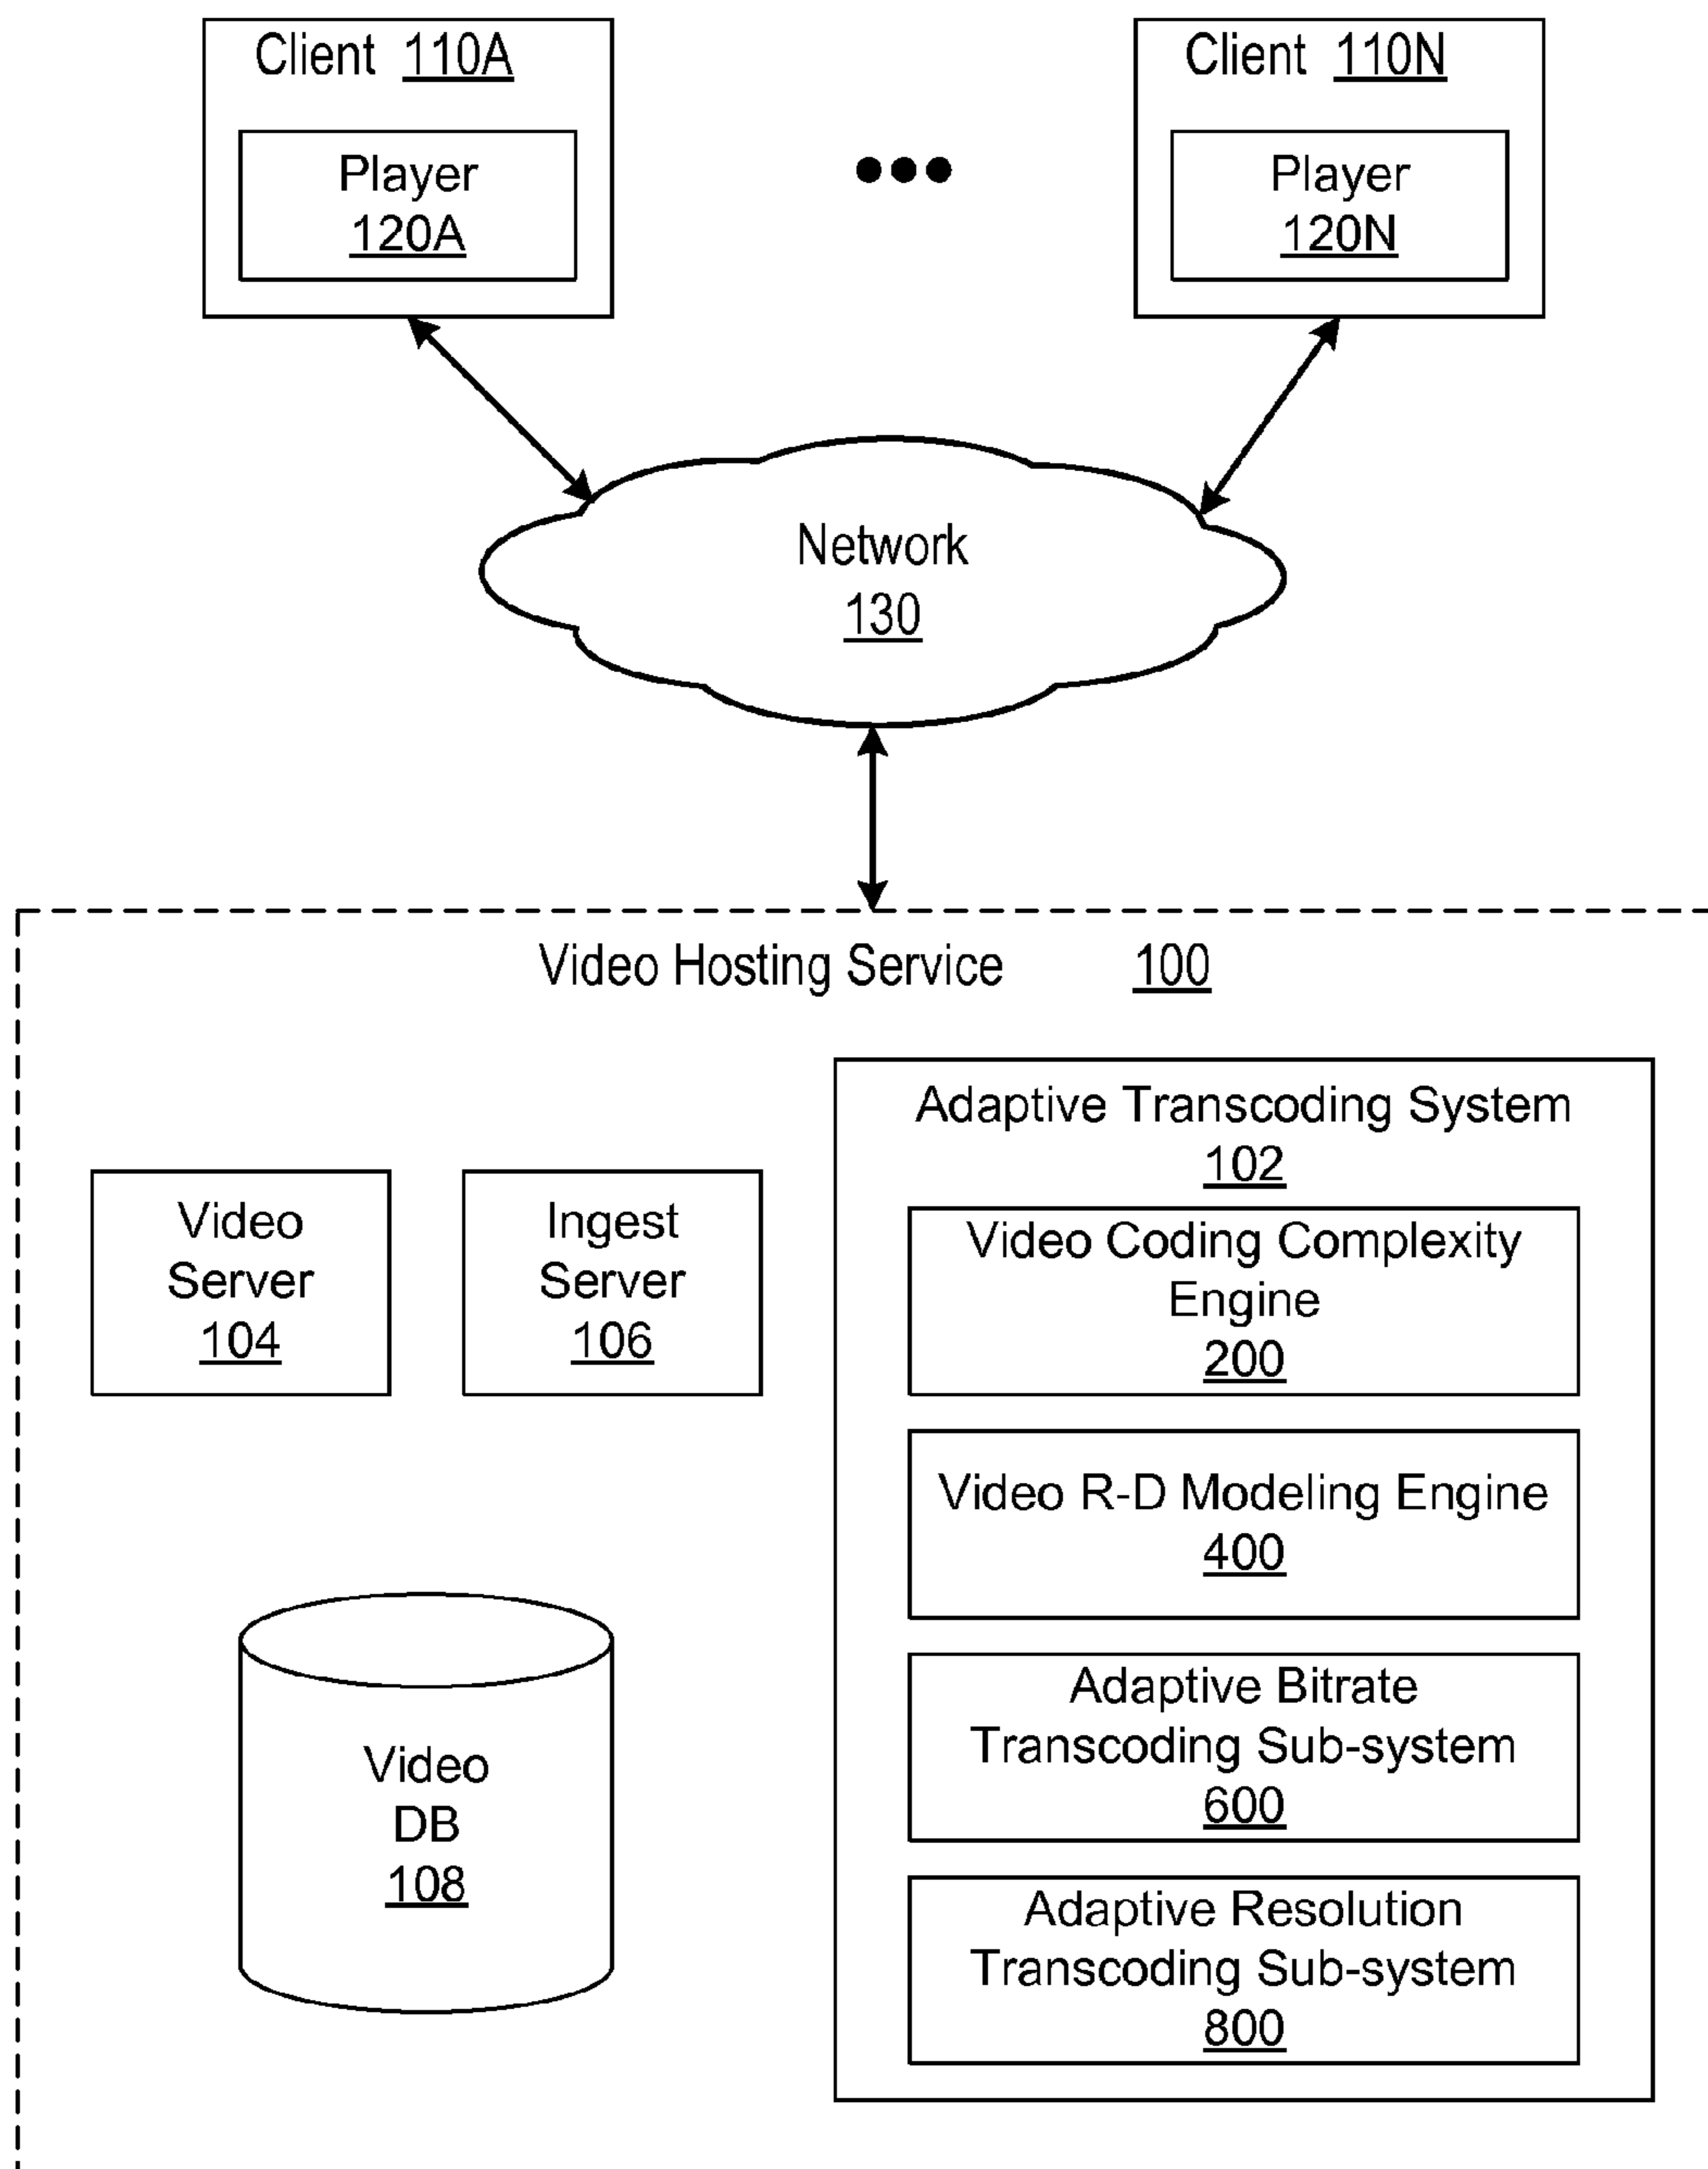 Client 110A
Player
120A
Client 110N
Player
120N
Network
130
Video Hosting Service 100
Adaptive Transcoding System
102
Video
Server
104
Ingest
Server
106
Video Coding Complexity
Engine
200
Video R-D Modeling Engine
400
Adaptive Bitrate
Transcoding Sub-system
600
Video
DB
108
Adaptive Resolution
Transcoding Sub-system
800